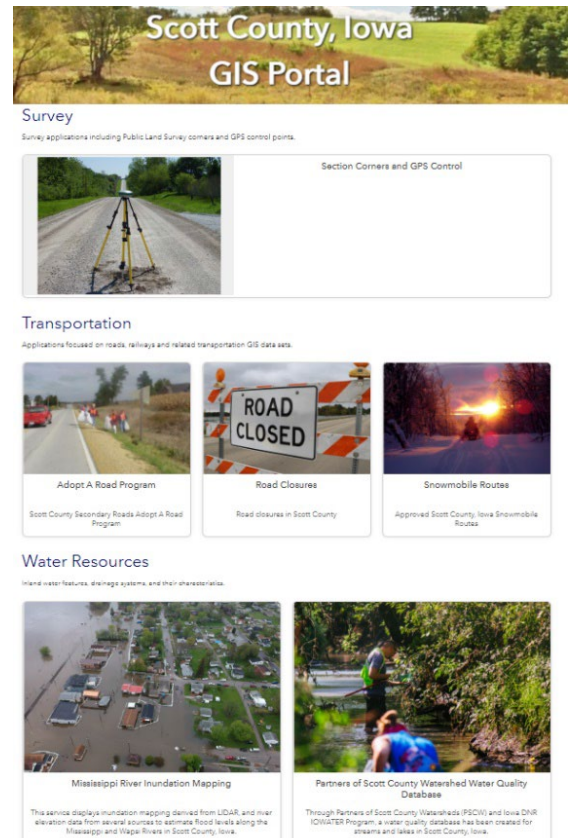 Scott County, Iowa
GIS Portal
Survey
Survey applications including Public Land Survey corners and GPS control points.
Section Corners and GPS Control
Transportation
Applications focused on roads, railways and related transportation GIS data sets.
ROAD
CLOSED
Adopt A Road Program
Road Closures
Snowmobile Routes
Scott County Secondary Roads Adopt A Road
Program
Road closures in Scott County
Approved Scott County, Iowa Snowmobile
Routes
Water Resources
Inland water features, drainage systems, and their characteristics.
Mississippi River Inundation Mapping
This service displays inundation mapping derived from LiDAR, and river
elevation data from several sources to estimate flood levels along the
Mississippi and Wapsi Rivers in Scott County, Iowa.
Partners of Scott County Watershed Water Quality
Database
Through Partners of Scott County Watersheds (PSCW) and Iowa DNR
IOWATER Program, a water quality database has been created for
streams and lakes in Scott County, Iowa.